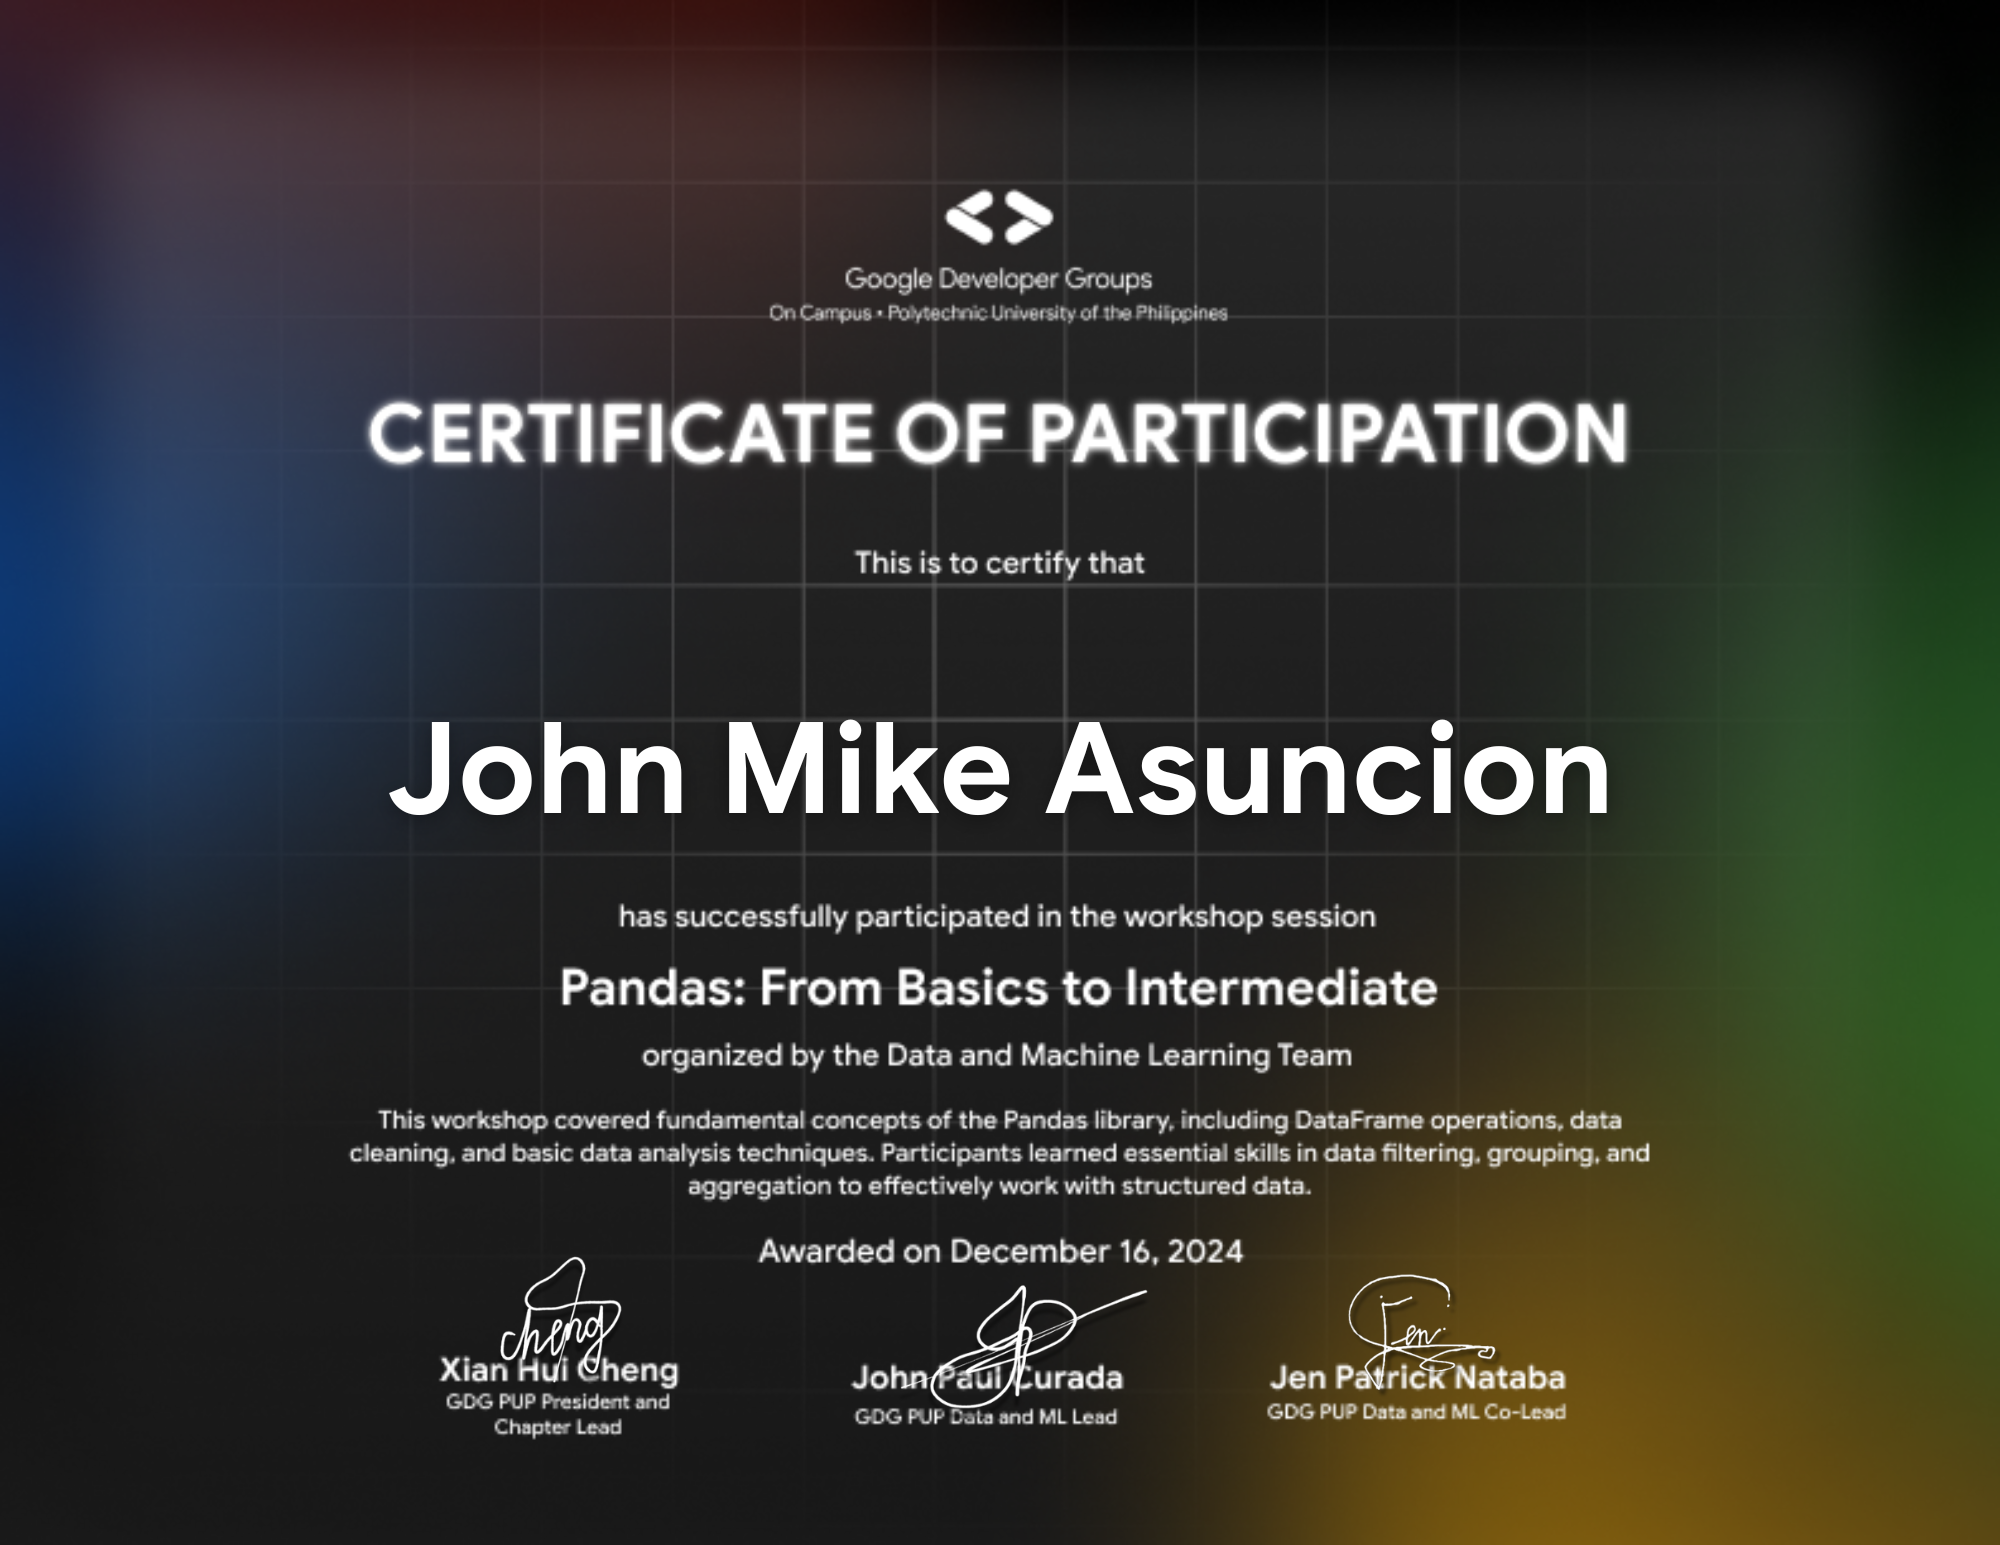 Google Developer Groups
On Campus • Polytechnic University of the Philippines
CERTIFICATE OF PARTICIPATION
This is to certify that
John Mike Asuncion
has successfully participated in the workshop session
Pandas: From Basics to Intermediate
organized by the Data and Machine Learning Team
This workshop covered fundamental concepts of the Pandas library, including DataFrame operations, data
cleaning, and basic data analysis techniques. Participants learned essential skills in data filtering, grouping, and
aggregation to effectively work with structured data.
Awarded on December 16, 2024
cheng
Xian Hui Cheng
GDG PUP President and
Chapter Lead
John Paul Curada
GDG PUP Data and ML Lead
Jen
Jen Patrick Nataba
GDG PUP Data and ML Co-Lead